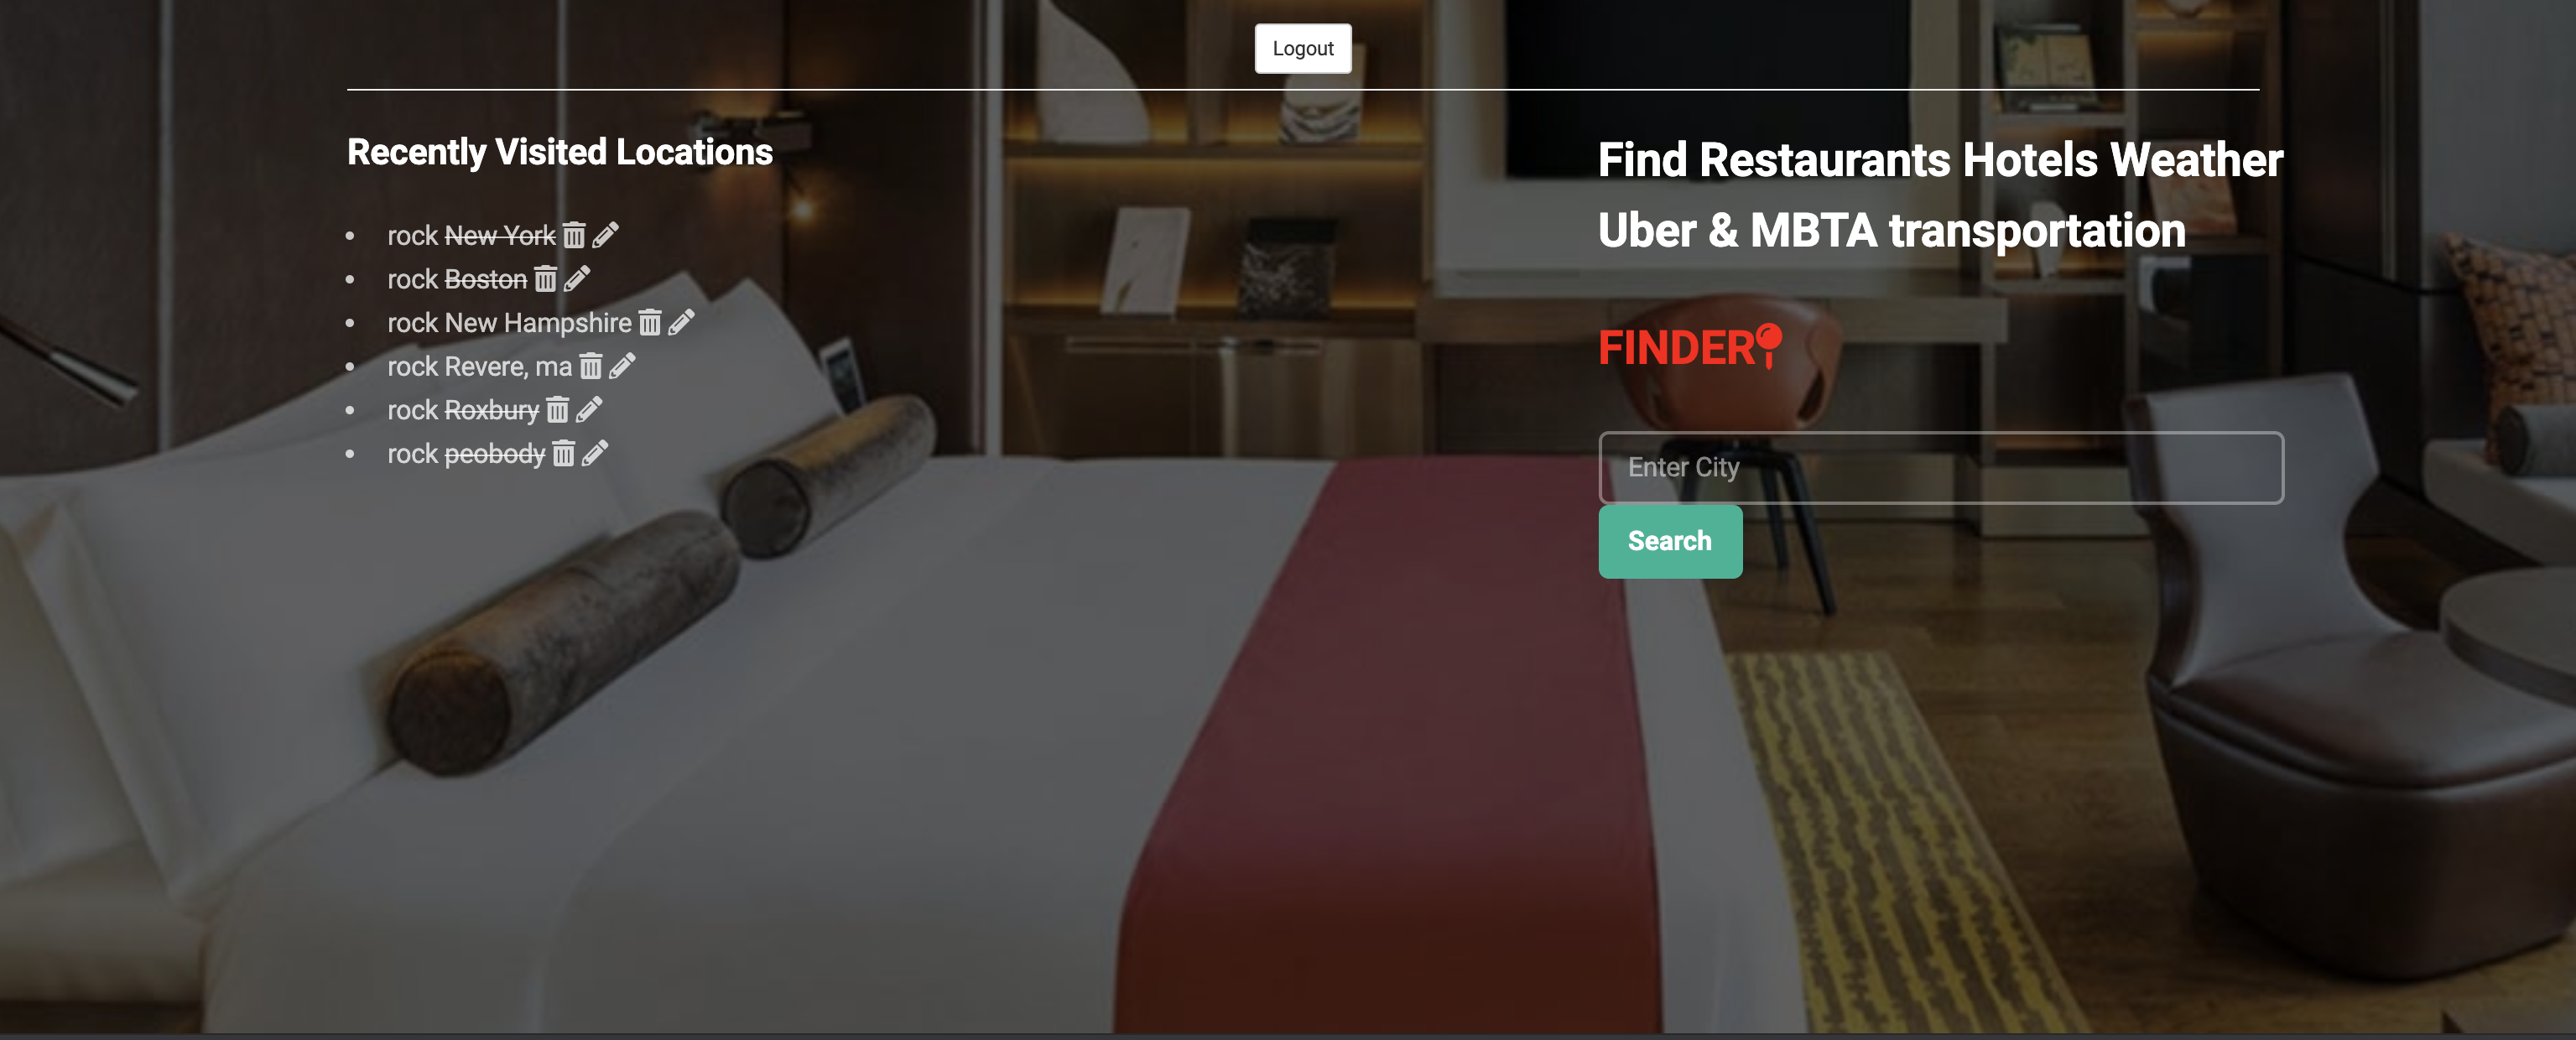 Logout
Recently Visited Locations
rock New York
rock Boston
rock New Hampshire
rock Revere, ma
rock Roxbury
rock peobody
Find Restaurants Hotels Weather
Uber & MBTA transportation
FINDER
Enter City
Search